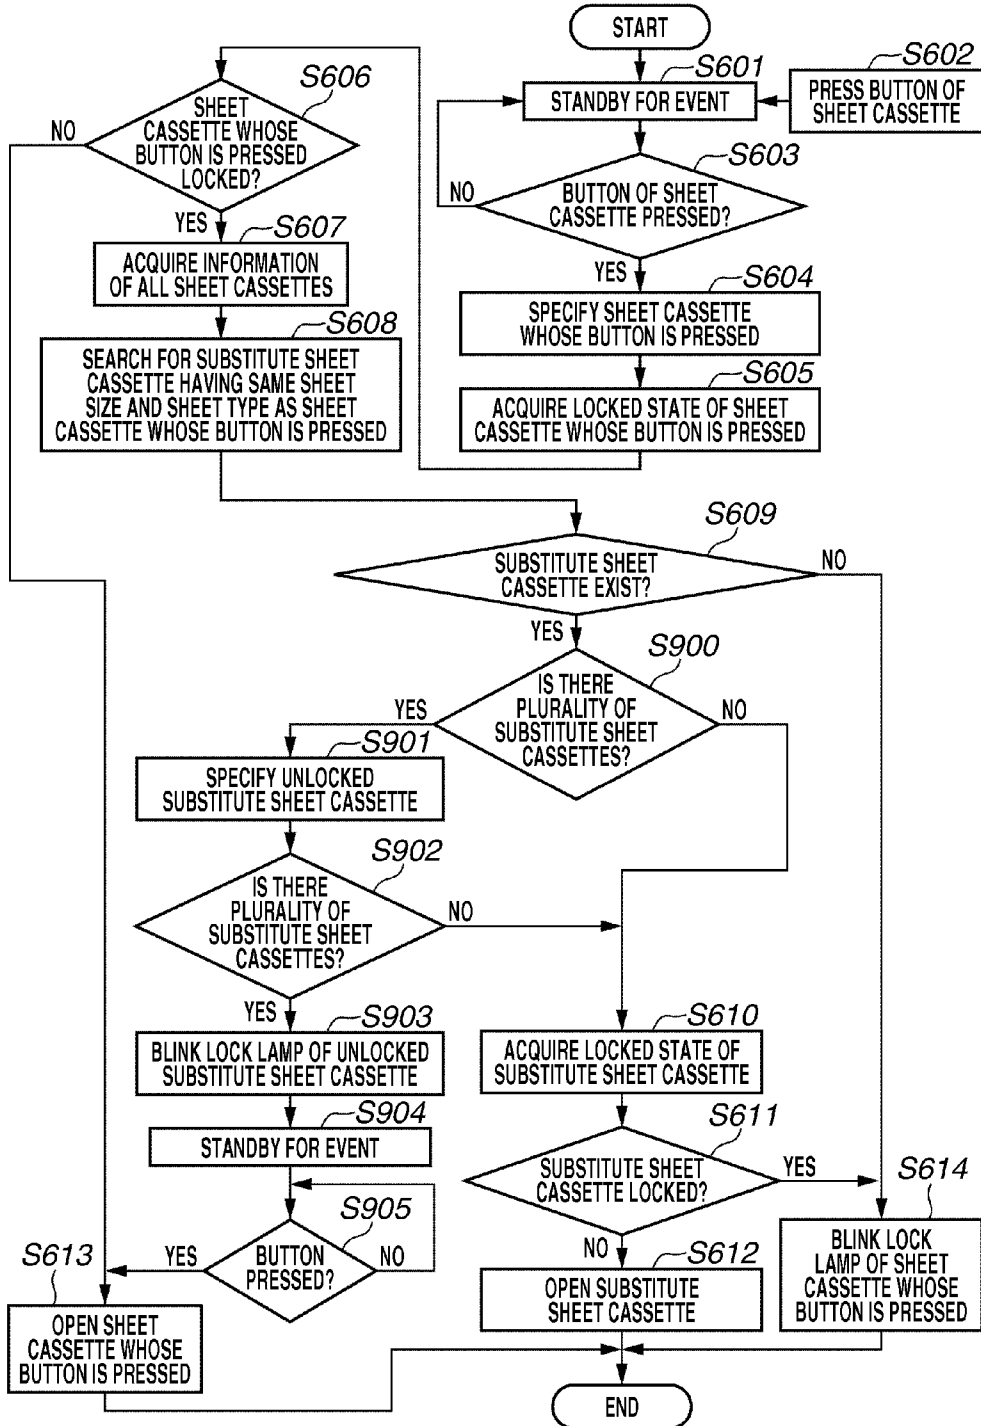 START
S601
STANDBY FOR EVENT
S602
PRESS BUTTON OF
SHEET CASSETTE
S603
BUTTON OF SHEET
CASSETTE PRESSED?
NO
YES
S604
SPECIFY SHEET CASSETTE
WHOSE BUTTON IS PRESSED
S605
ACQUIRE LOCKED STATE OF SHEET
CASSETTE WHOSE BUTTON IS PRESSED
S606
SHEET
CASSETTE WHOSE
BUTTON IS PRESSED
LOCKED?
NO
YES
S607
ACQUIRE INFORMATION
OF ALL SHEET CASSETTES
S608
SEARCH FOR SUBSTITUTE SHEET
CASSETTE HAVING SAME SHEET
SIZE AND SHEET TYPE AS SHEET
CASSETTE WHOSE BUTTON IS PRESSED
S609
SUBSTITUTE SHEET
CASSETTE EXIST?
NO
YES
S900
IS THERE
PLURALITY OF
SUBSTITUTE SHEET
CASSETTES?
YES
NO
S901
SPECIFY UNLOCKED
SUBSTITUTE SHEET CASSETTE
S902
IS THERE
PLURALITY OF
SUBSTITUTE SHEET
CASSETTES?
NO
YES
S903
BLINK LOCK LAMP OF UNLOCKED
SUBSTITUTE SHEET CASSETTE
S904
STANDBY FOR EVENT
S905
BUTTON
PRESSED?
YES
NO
S610
ACQUIRE LOCKED STATE OF
SUBSTITUTE SHEET CASSETTE
S611
SUBSTITUTE SHEET
CASSETTE LOCKED?
YES
NO
S612
OPEN SUBSTITUTE
SHEET CASSETTE
S613
OPEN SHEET
CASSETTE WHOSE
BUTTON IS PRESSED
S614
BLINK LOCK
LAMP OF SHEET
CASSETTE WHOSE
BUTTON IS PRESSED
END